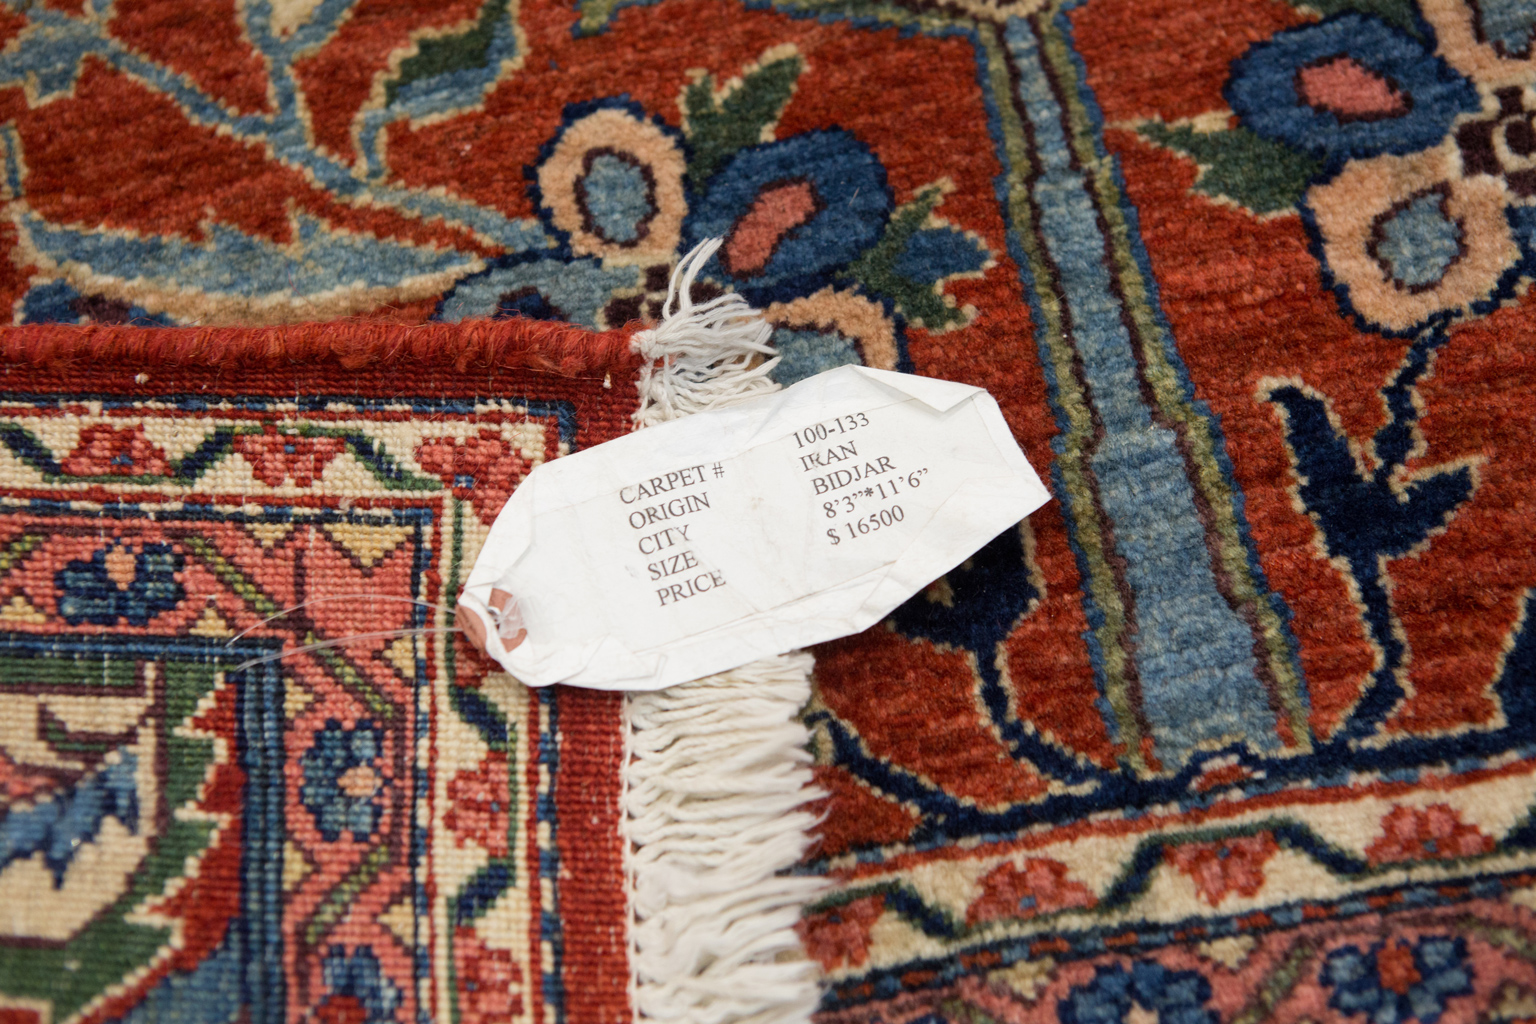 CARPET # 100-133
ORIGIN IRAN
CITY BIDJAR
SIZE 8’3”*11’6”
PRICE $ 16500